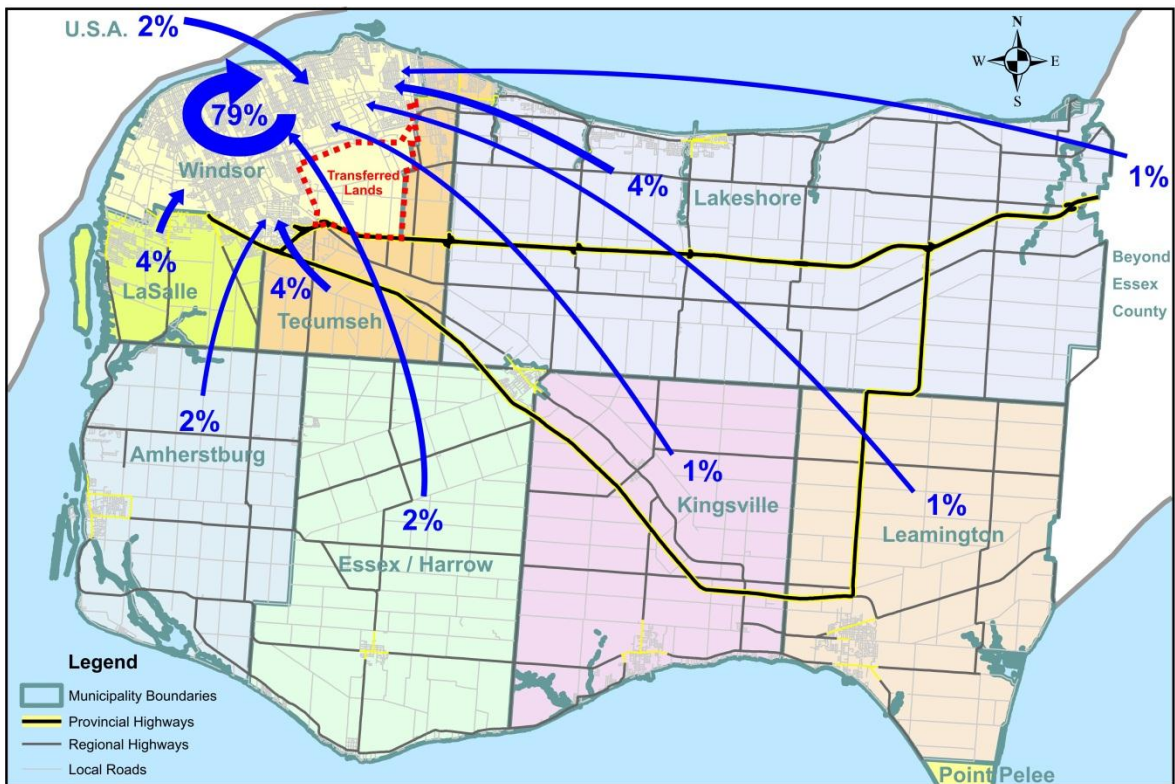 U.S.A. 2%
N
W E
S
79%
Windsor
Transferred
Lands
4%
Lakeshore
1%
4%
LaSalle
4%
Tecumseh
Beyond
Essex
County
2%
Amherstburg
1%
Kingsville
1%
Leamington
2%
Essex / Harrow
Legend
Municipality Boundaries
Provincial Highways
Regional Highways
Local Roads
Point Pelee